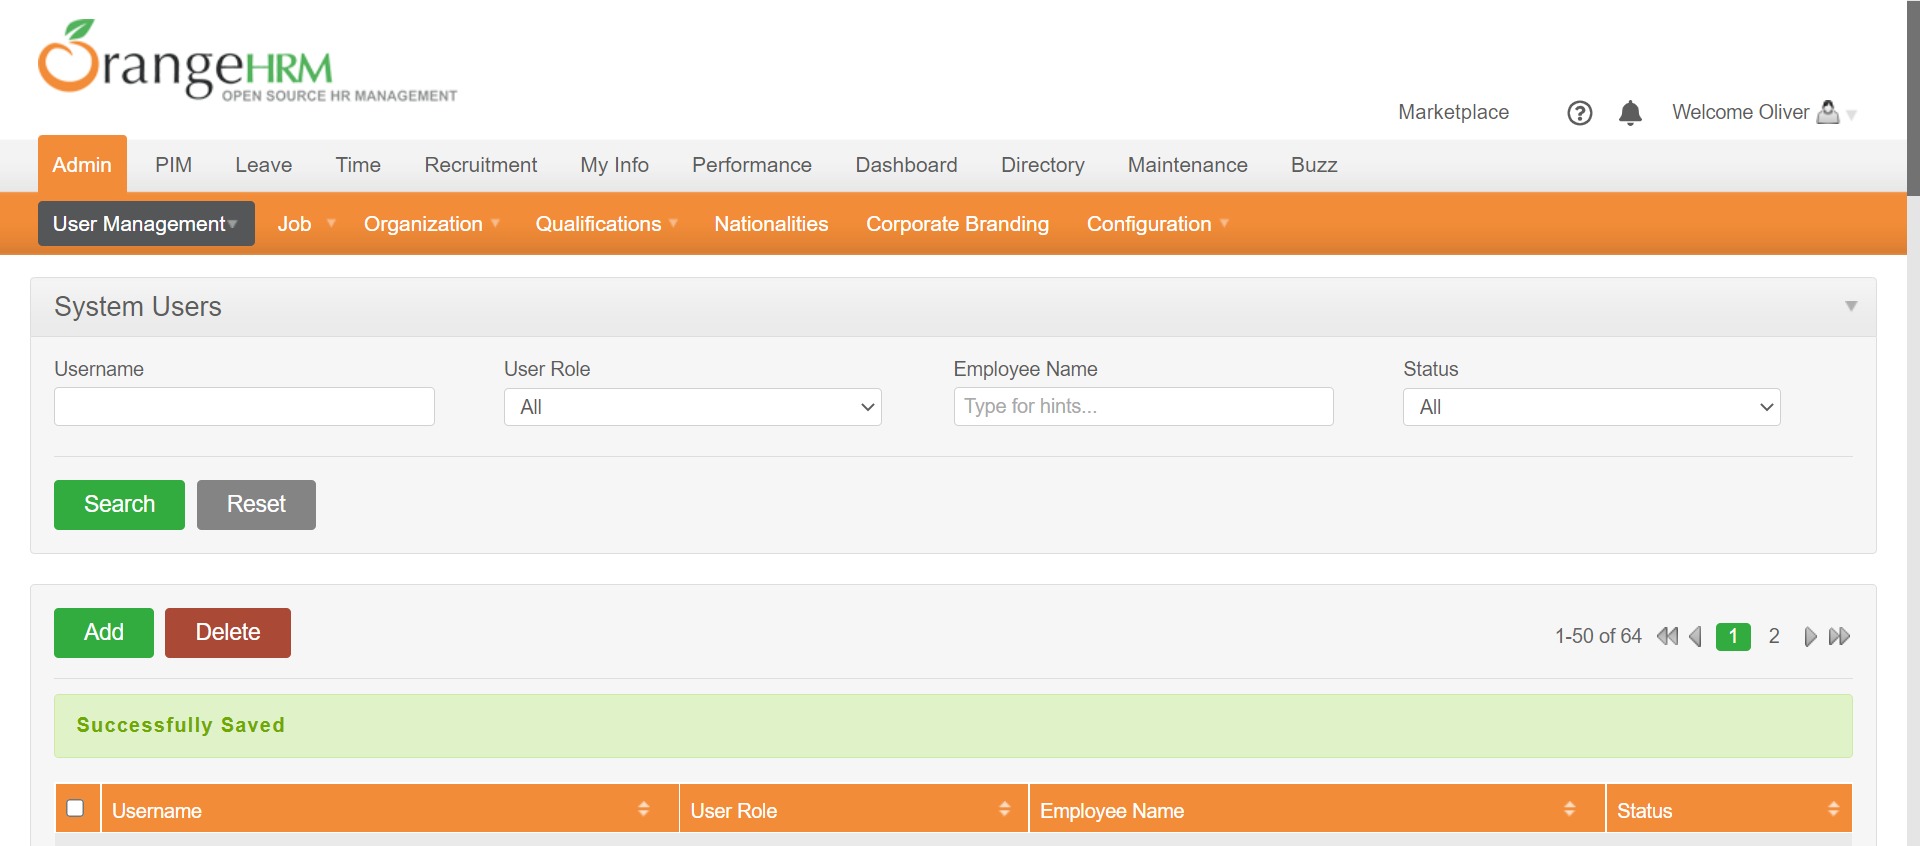 OrangeHRM
OPEN SOURCE HR MANAGEMENT
Marketplace ? Welcome Oliver
Admin PIM Leave Time Recruitment My Info Performance Dashboard Directory Maintenance Buzz
User Management Job Organization Qualifications Nationalities Corporate Branding Configuration
System Users
Username User Role Employee Name Status
All Type for hints... All
Search Reset
Add Delete 1-50 of 64 1 2
Successfully Saved
Username User Role Employee Name Status